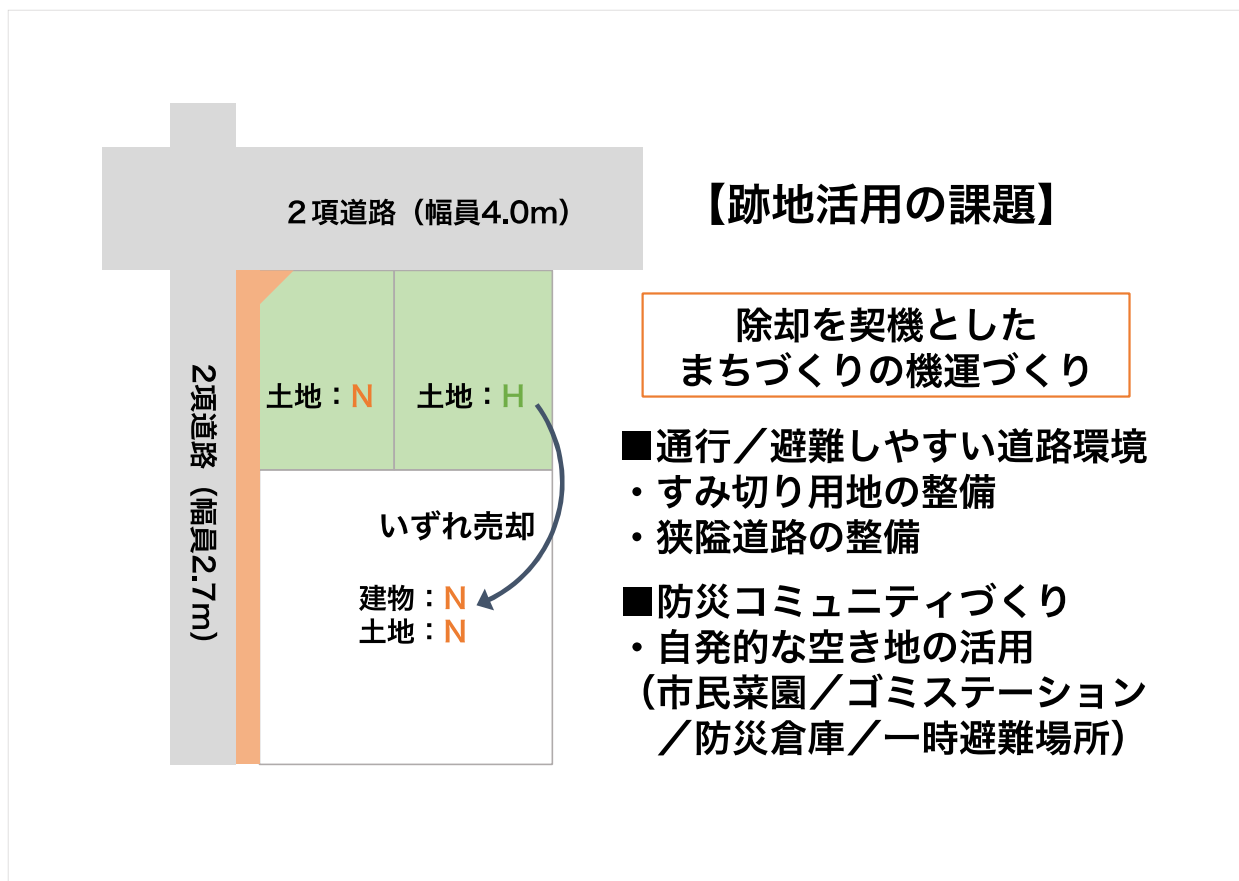 2項道路（幅員4.0m）
【跡地活用の課題】
除却を契機とした
まちづくりの機運づくり
2項道路（幅員2.7m）
土地：N
土地：H
いずれ売却
建物：N
土地：N
■通行／避難しやすい道路環境
・すみ切り用地の整備
・狭隘道路の整備
■防災コミュニティづくり
・自発的な空き地の活用
（市民菜園／ゴミステーション
／防災倉庫／一時避難場所）